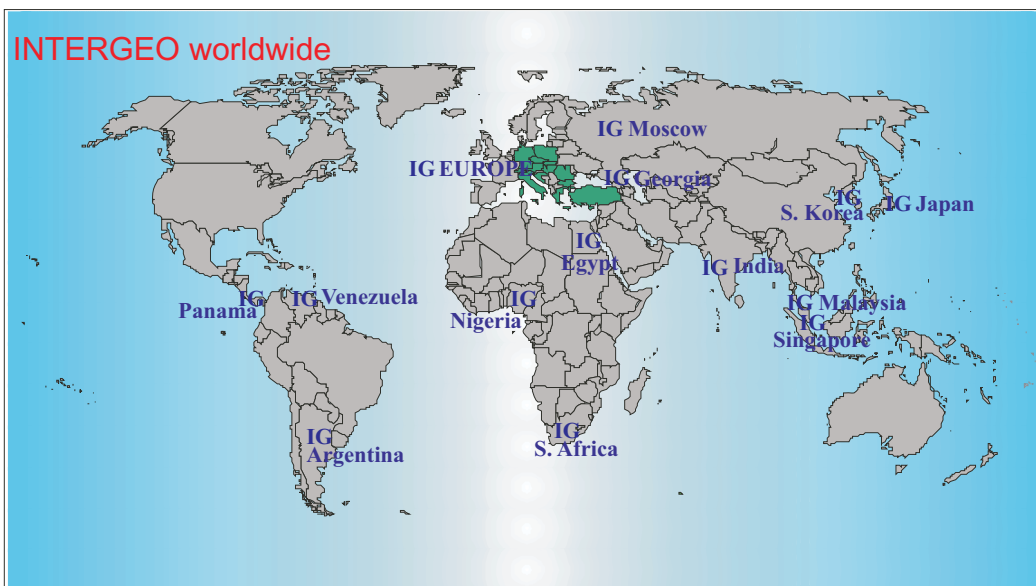 INTERGEO worldwide
IG Moscow
IG EUROPE
IG Georgia
IG
S. Korea
IG Japan
IG
Egypt
IG India
IG
Panama
IG Venezuela
IG
Nigeria
IG Malaysia
IG
Singapore
IG
Argentina
IG
S. Africa